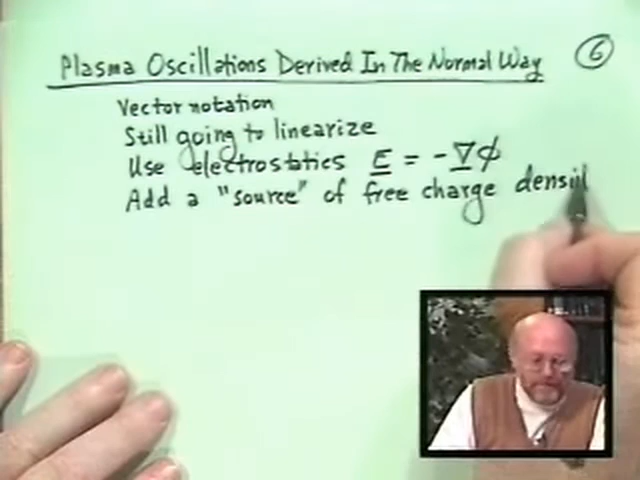 Plasma Oscillations Derived In The Normal Way 6
Vector notation
Still going to linearize
Use electrostatics E = -∇ϕ
Add a "source" of free charge densit